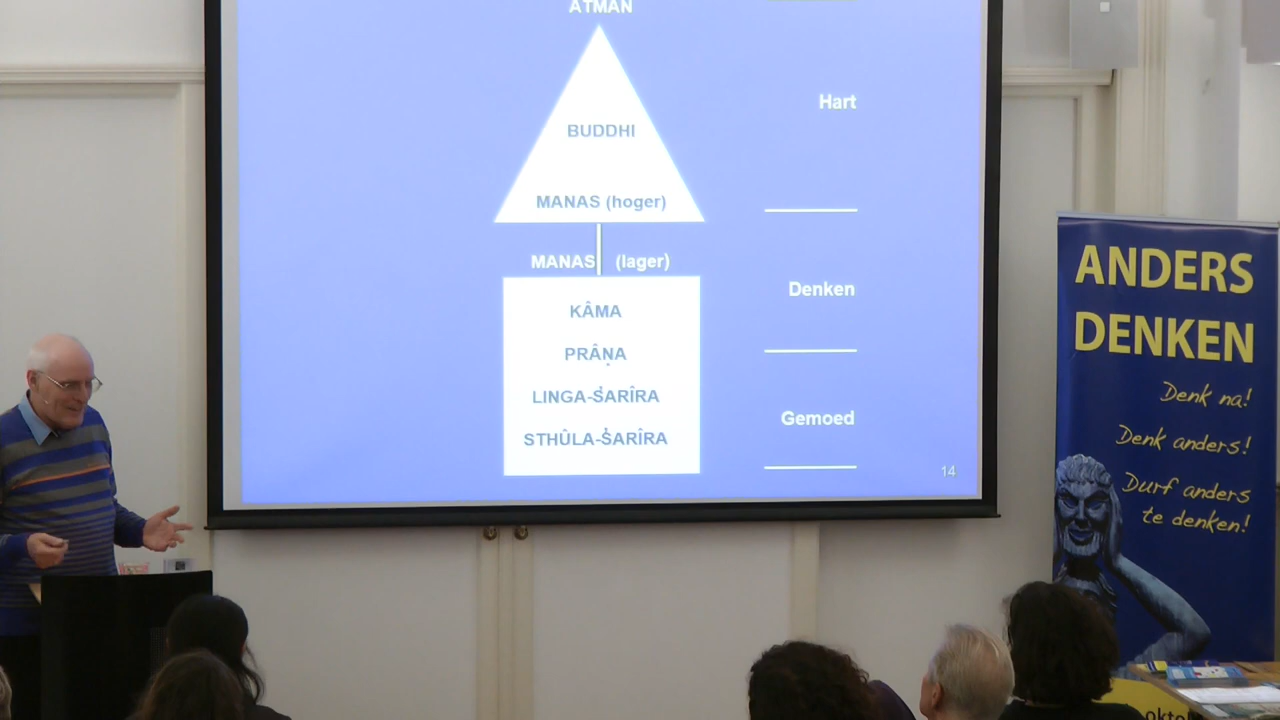 ÂTMAN
BUDDHI
MANAS (hoger)
MANAS (lager)
KÂMA
PRÂṆA
LINGA-ŚARÎRA
STHÛLA-ŚARÎRA
Hart
Denken
Gemoed
14
ANDERS
DENKEN
Denk na!
Denk anders!
Durf anders
te denken!